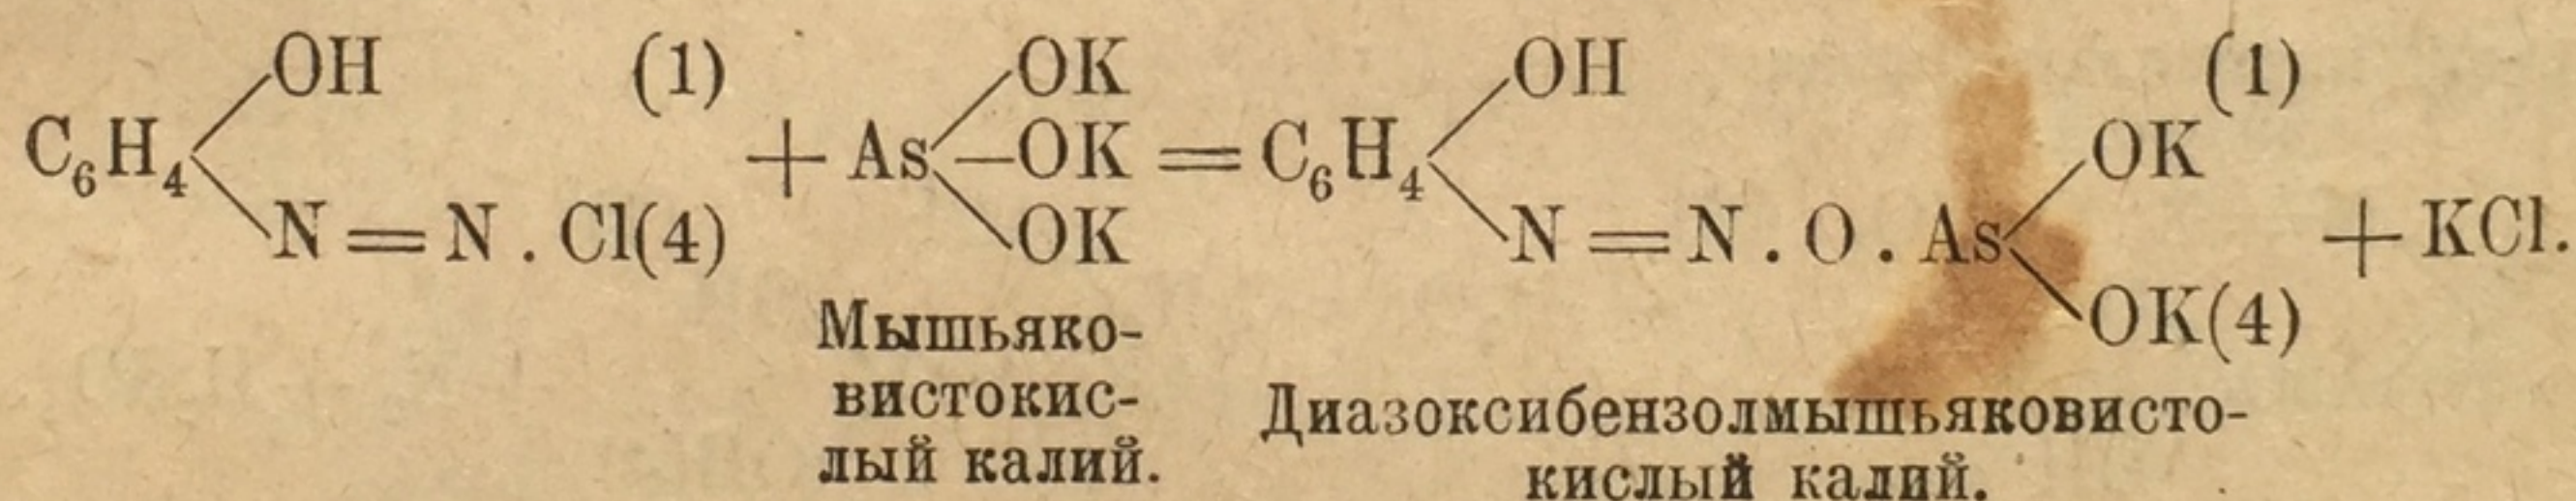 OH (1) OK OH (1)
C₆H₄ + As—OK = C₆H₄ OK
N=N . Cl(4) OK N=N . O . As + KCl.
OK(4)
Мышьяко-
вистокис-
лый калий.
Диазоксибензолмышьяковисто-
кислый калий.